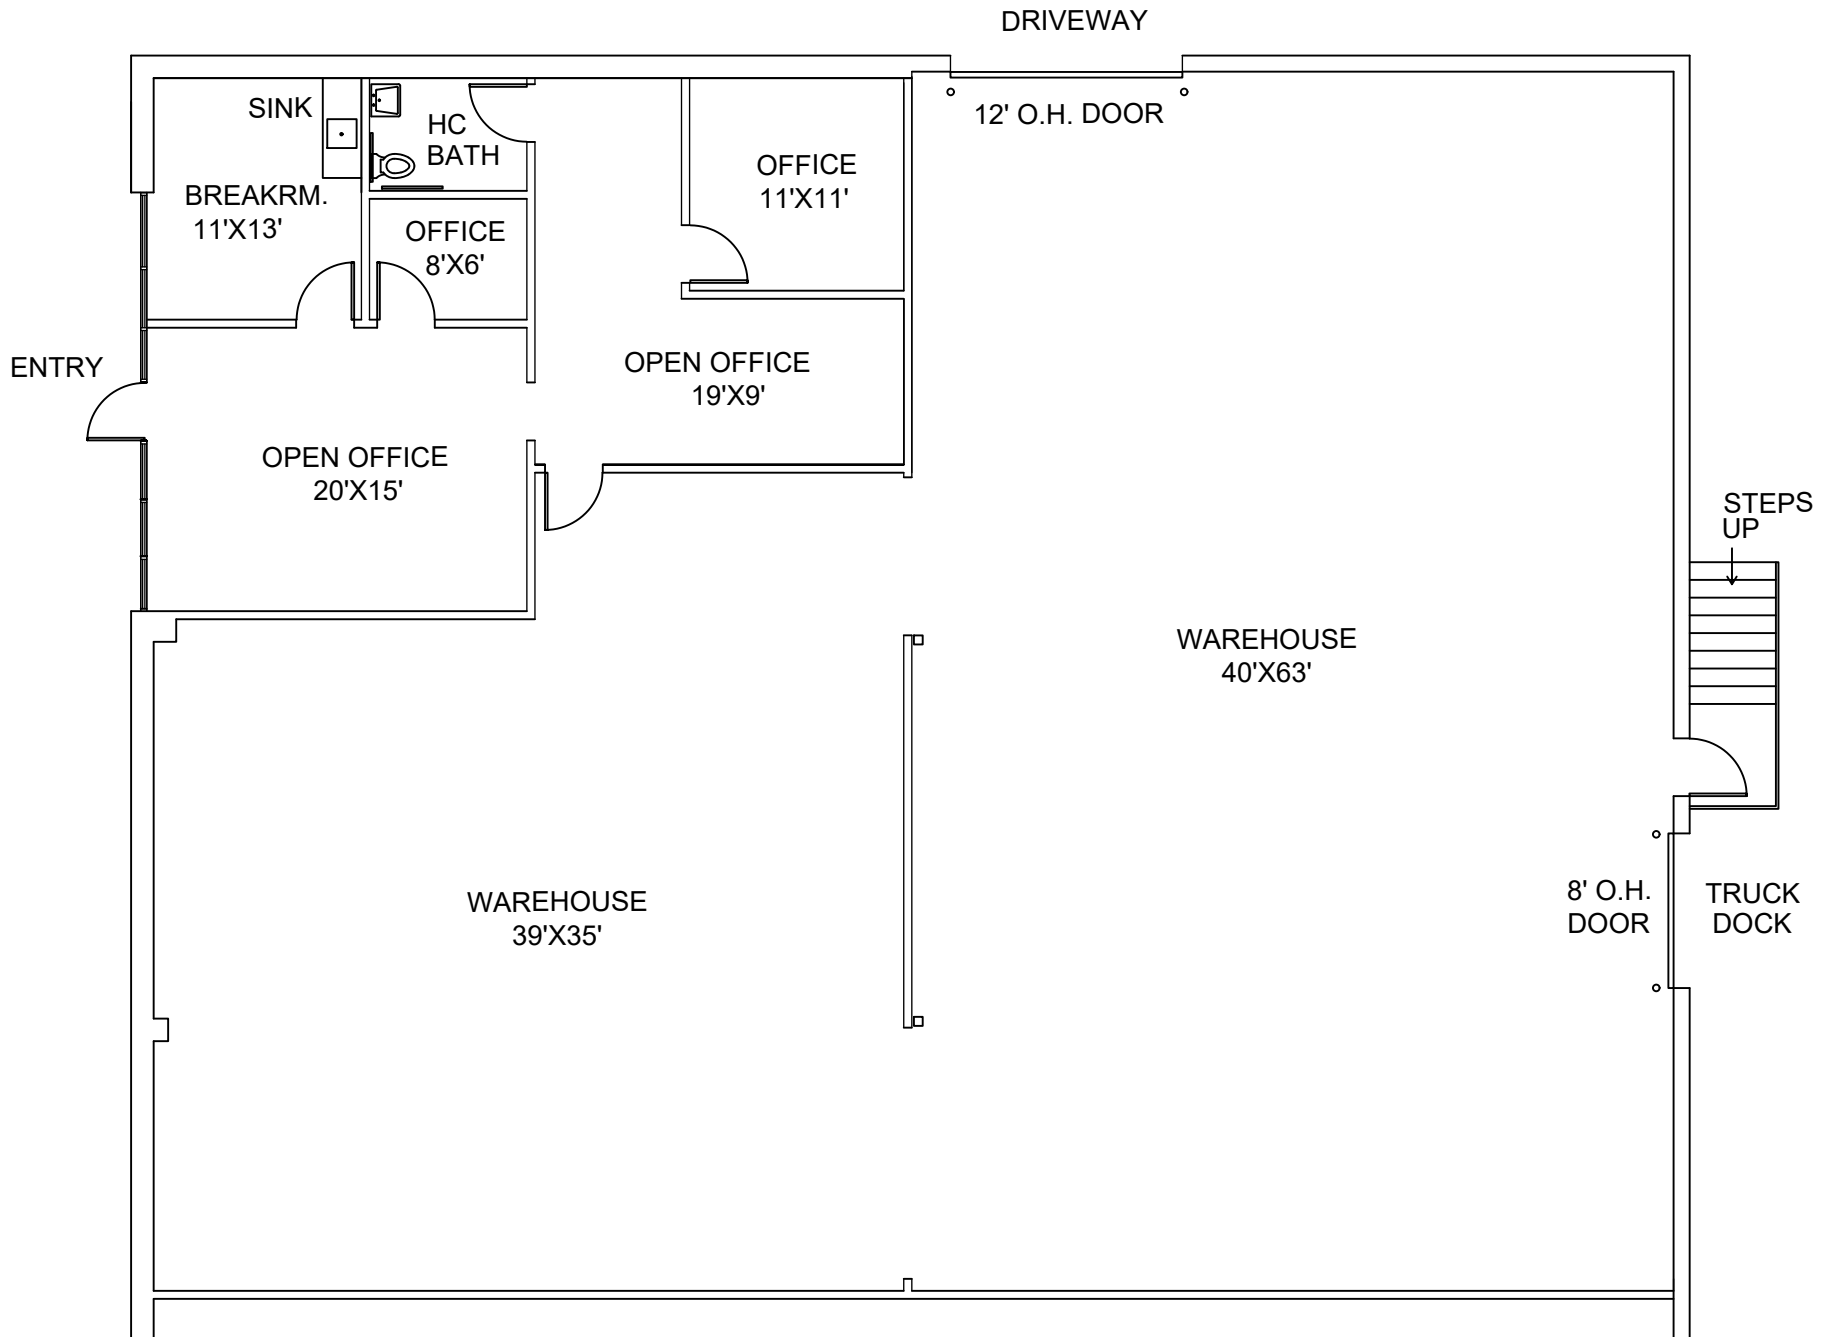 DRIVEWAY
SINK
12' O.H. DOOR
HC
BATH
OFFICE
11'X11'
BREAKRM.
11'X13'
OFFICE
8'X6'
ENTRY
OPEN OFFICE
19'X9'
OPEN OFFICE
20'X15'
STEPS
UP
WAREHOUSE
40'X63'
WAREHOUSE
39'X35'
8' O.H.
DOOR
TRUCK
DOCK